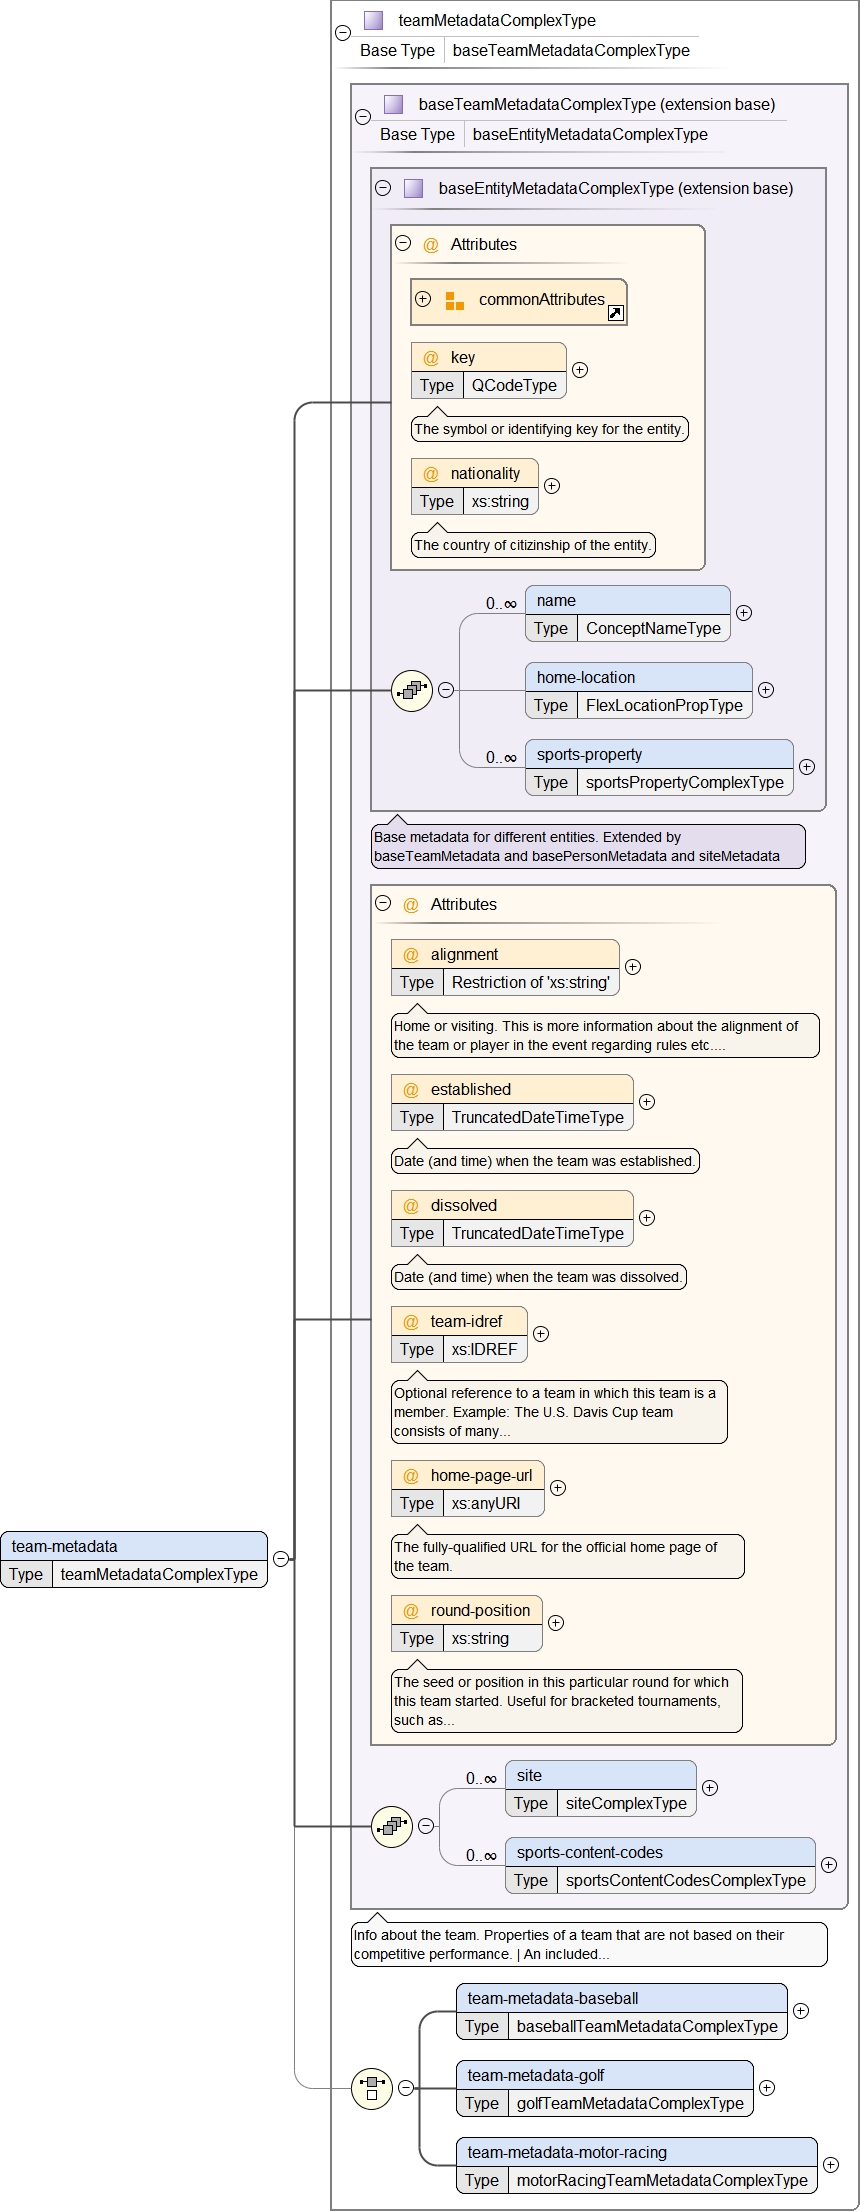 teamMetadataComplexType
Base Type baseTeamMetadataComplexType
baseTeamMetadataComplexType (extension base)
Base Type baseEntityMetadataComplexType
baseEntityMetadataComplexType (extension base)
@ Attributes
commonAttributes
@ key
Type QCodeType
The symbol or identifying key for the entity.
@ nationality
Type xs:string
The country of citizinship of the entity.
0..∞ name
Type ConceptNameType
home-location
Type FlexLocationPropType
0..∞ sports-property
Type sportsPropertyComplexType
Base metadata for different entities. Extended by
baseTeamMetadata and basePersonMetadata and siteMetadata
@ Attributes
@ alignment
Type Restriction of 'xs:string'
Home or visiting. This is more information about the alignment of
the team or player in the event regarding rules etc....
@ established
Type TruncatedDateTimeType
Date (and time) when the team was established.
@ dissolved
Type TruncatedDateTimeType
Date (and time) when the team was dissolved.
@ team-idref
Type xs:IDREF
Optional reference to a team in which this team is a
member. Example: The U.S. Davis Cup team
consists of many...
@ home-page-url
Type xs:anyURI
The fully-qualified URL for the official home page of
the team.
team-metadata
Type teamMetadataComplexType
@ round-position
Type xs:string
The seed or position in this particular round for which
this team started. Useful for bracketed tournaments,
such as...
0..∞ site
Type siteComplexType
0..∞ sports-content-codes
Type sportsContentCodesComplexType
Info about the team. Properties of a team that are not based on their
competitive performance. | An included...
team-metadata-baseball
Type baseballTeamMetadataComplexType
team-metadata-golf
Type golfTeamMetadataComplexType
team-metadata-motor-racing
Type motorRacingTeamMetadataComplexType